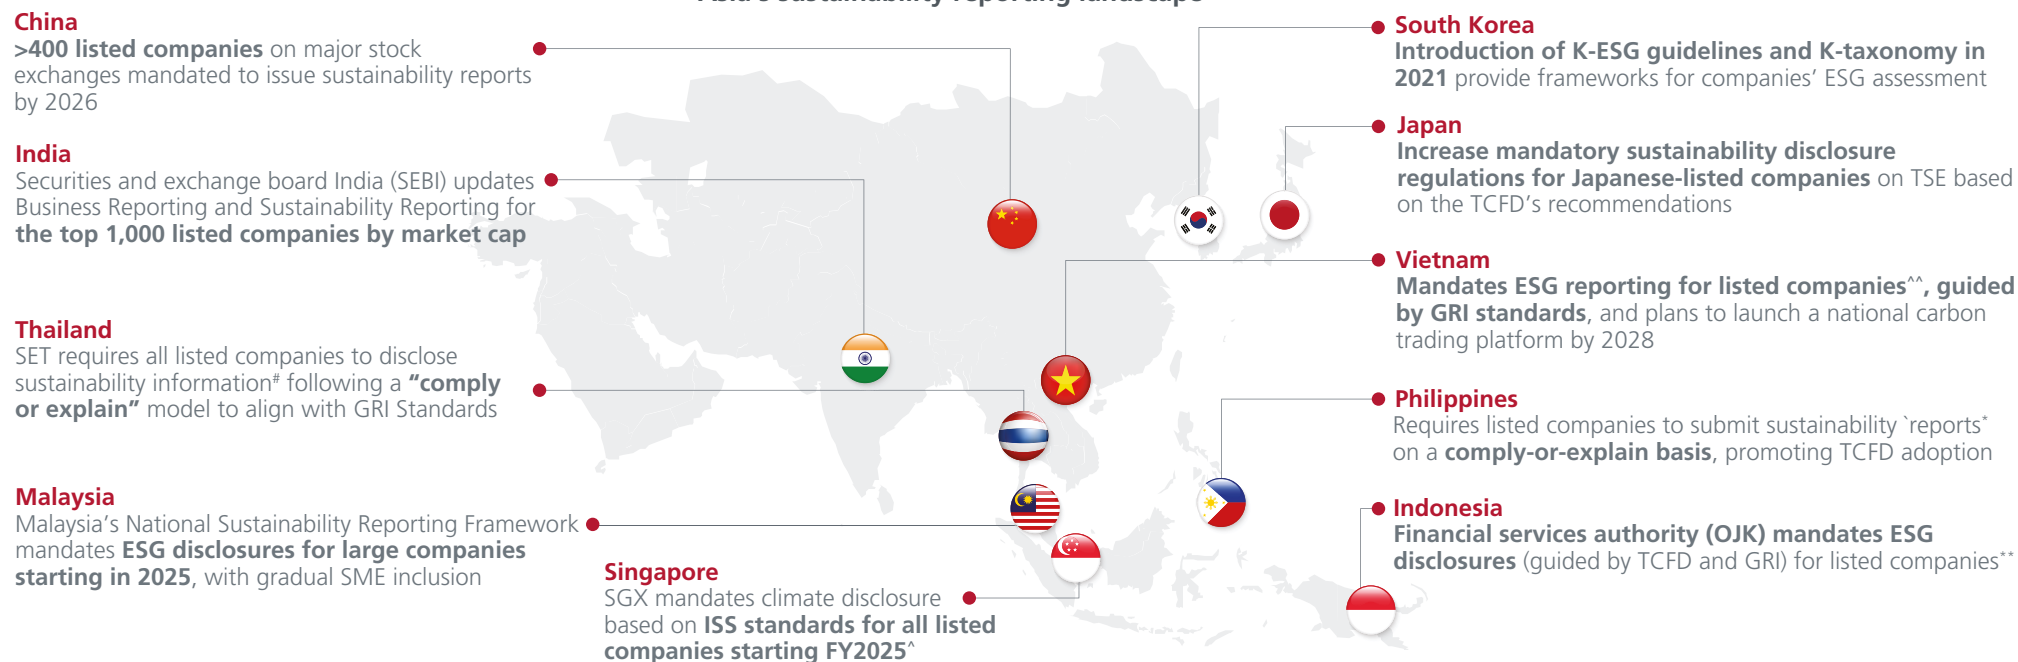 Asia's sustainability reporting landscape
China
>400 listed companies on major stock
exchanges mandated to issue sustainability reports
by 2026
India
Securities and exchange board India (SEBI) updates
Business Reporting and Sustainability Reporting for
the top 1,000 listed companies by market cap
Thailand
SET requires all listed companies to disclose
sustainability information# following a “comply
or explain” model to align with GRI Standards
Malaysia
Malaysia's National Sustainability Reporting Framework
mandates ESG disclosures for large companies
starting in 2025, with gradual SME inclusion
Singapore
SGX mandates climate disclosure
based on ISS standards for all listed
companies starting FY2025^
South Korea
Introduction of K-ESG guidelines and K-taxonomy in
2021 provide frameworks for companies' ESG assessment
Japan
Increase mandatory sustainability disclosure
regulations for Japanese-listed companies on TSE based
on the TCFD's recommendations
Vietnam
Mandates ESG reporting for listed companies^^, guided
by GRI standards, and plans to launch a national carbon
trading platform by 2028
Philippines
Requires listed companies to submit sustainability `reports*
on a comply-or-explain basis, promoting TCFD adoption
Indonesia
Financial services authority (OJK) mandates ESG
disclosures (guided by TCFD and GRI) for listed companies**